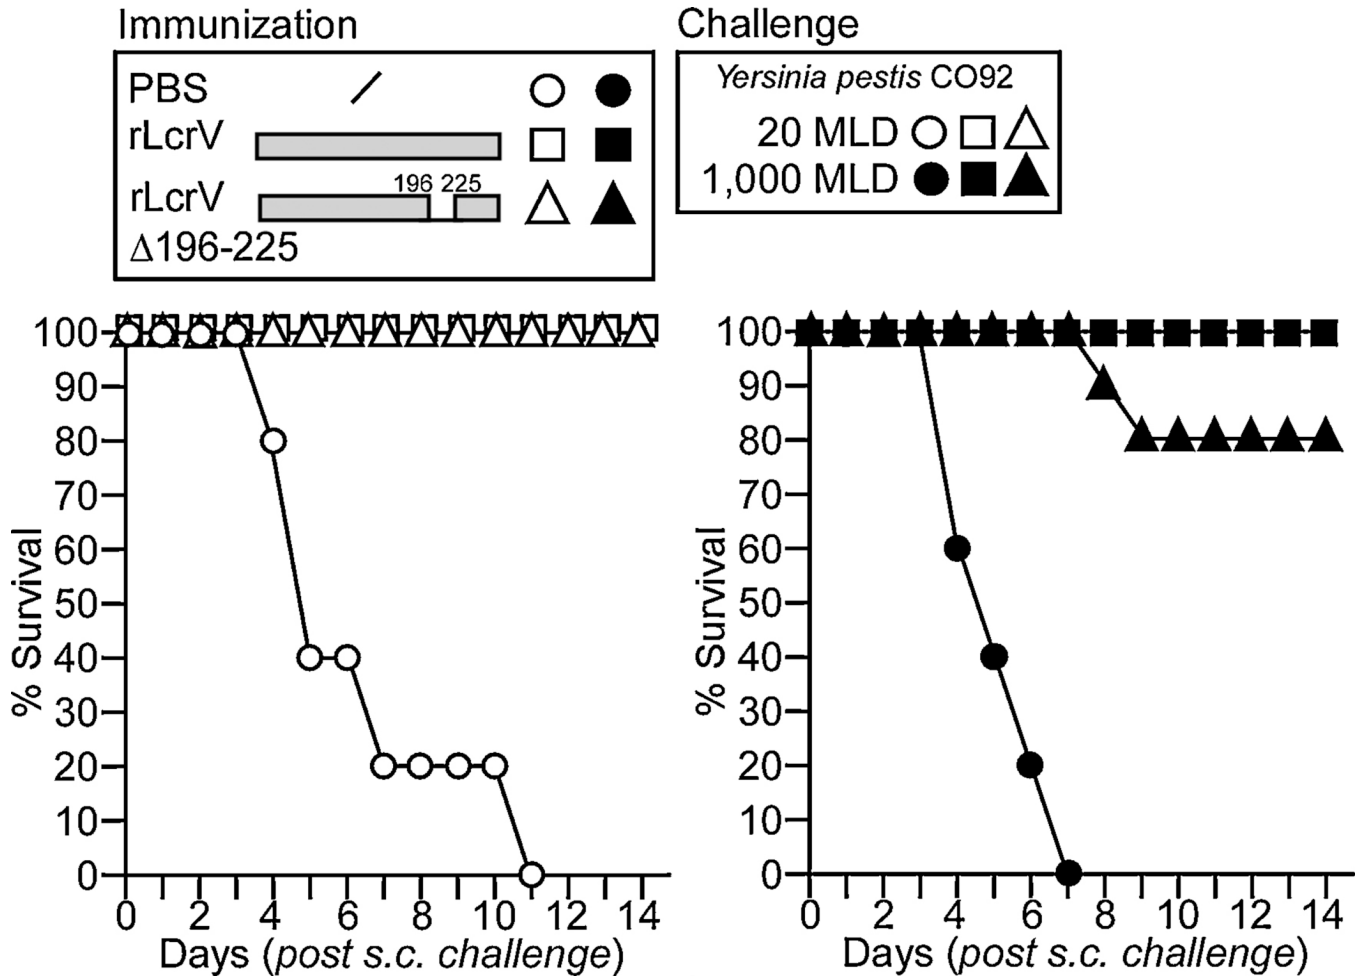 Immunization
PBS
rLcrV
196 225
rLcrV
Δ196-225
Challenge
Yersinia pestis CO92
20 MLD
1,000 MLD
100
90
80
70
60
50
40
30
20
10
0
% Survival
0 2 4 6 8 10 12 14
Days (post s.c. challenge)
100
90
80
70
60
50
40
30
20
10
0
% Survival
0 2 4 6 8 10 12 14
Days (post s.c. challenge)